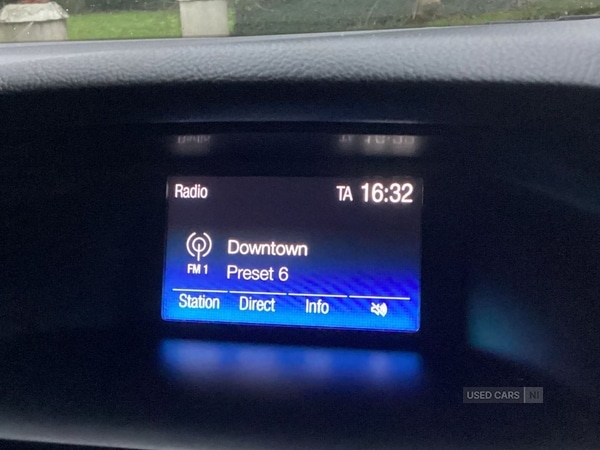 Radio
TA 16:32
Downtown
FM 1
Preset 6
Station Direct Info
USED CARS NI